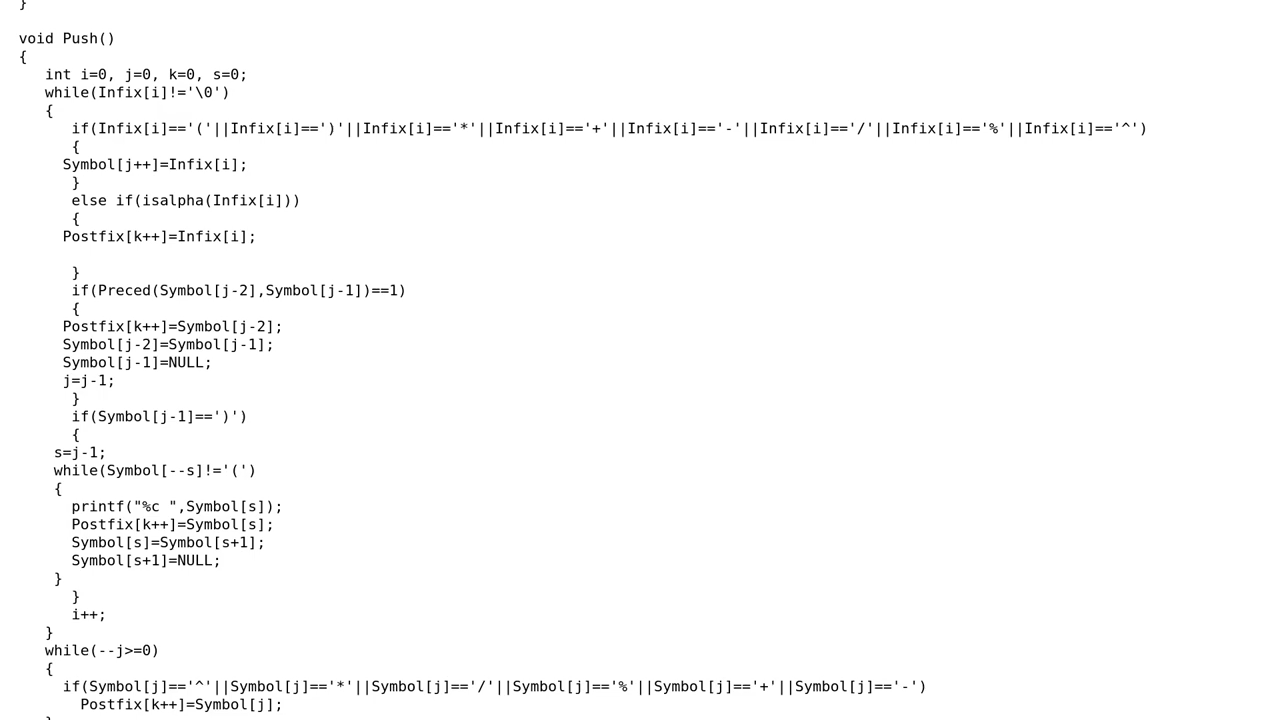 }
void Push()
{
int i=0, j=0, k=0, s=0;
while(Infix[i]!='\0')
{
if(Infix[i]=='('||Infix[i]==')'||Infix[i]=='*'||Infix[i]=='+'||Infix[i]=='-'||Infix[i]=='/'||Infix[i]=='%'||Infix[i]=='^')
{
Symbol[j++]=Infix[i];
}
else if(isalpha(Infix[i]))
{
Postfix[k++]=Infix[i];
}
if(Preced(Symbol[j-2],Symbol[j-1])==1)
{
Postfix[k++]=Symbol[j-2];
Symbol[j-2]=Symbol[j-1];
Symbol[j-1]=NULL;
j=j-1;
}
if(Symbol[j-1]==')')
{
s=j-1;
while(Symbol[--s]!='(')
{
printf("%c ",Symbol[s]);
Postfix[k++]=Symbol[s];
Symbol[s]=Symbol[s+1];
Symbol[s+1]=NULL;
}
}
i++;
}
while(--j>=0)
{
if(Symbol[j]=='^'||Symbol[j]=='*'||Symbol[j]=='/'||Symbol[j]=='%'||Symbol[j]=='+'||Symbol[j]=='-')
Postfix[k++]=Symbol[j];
}